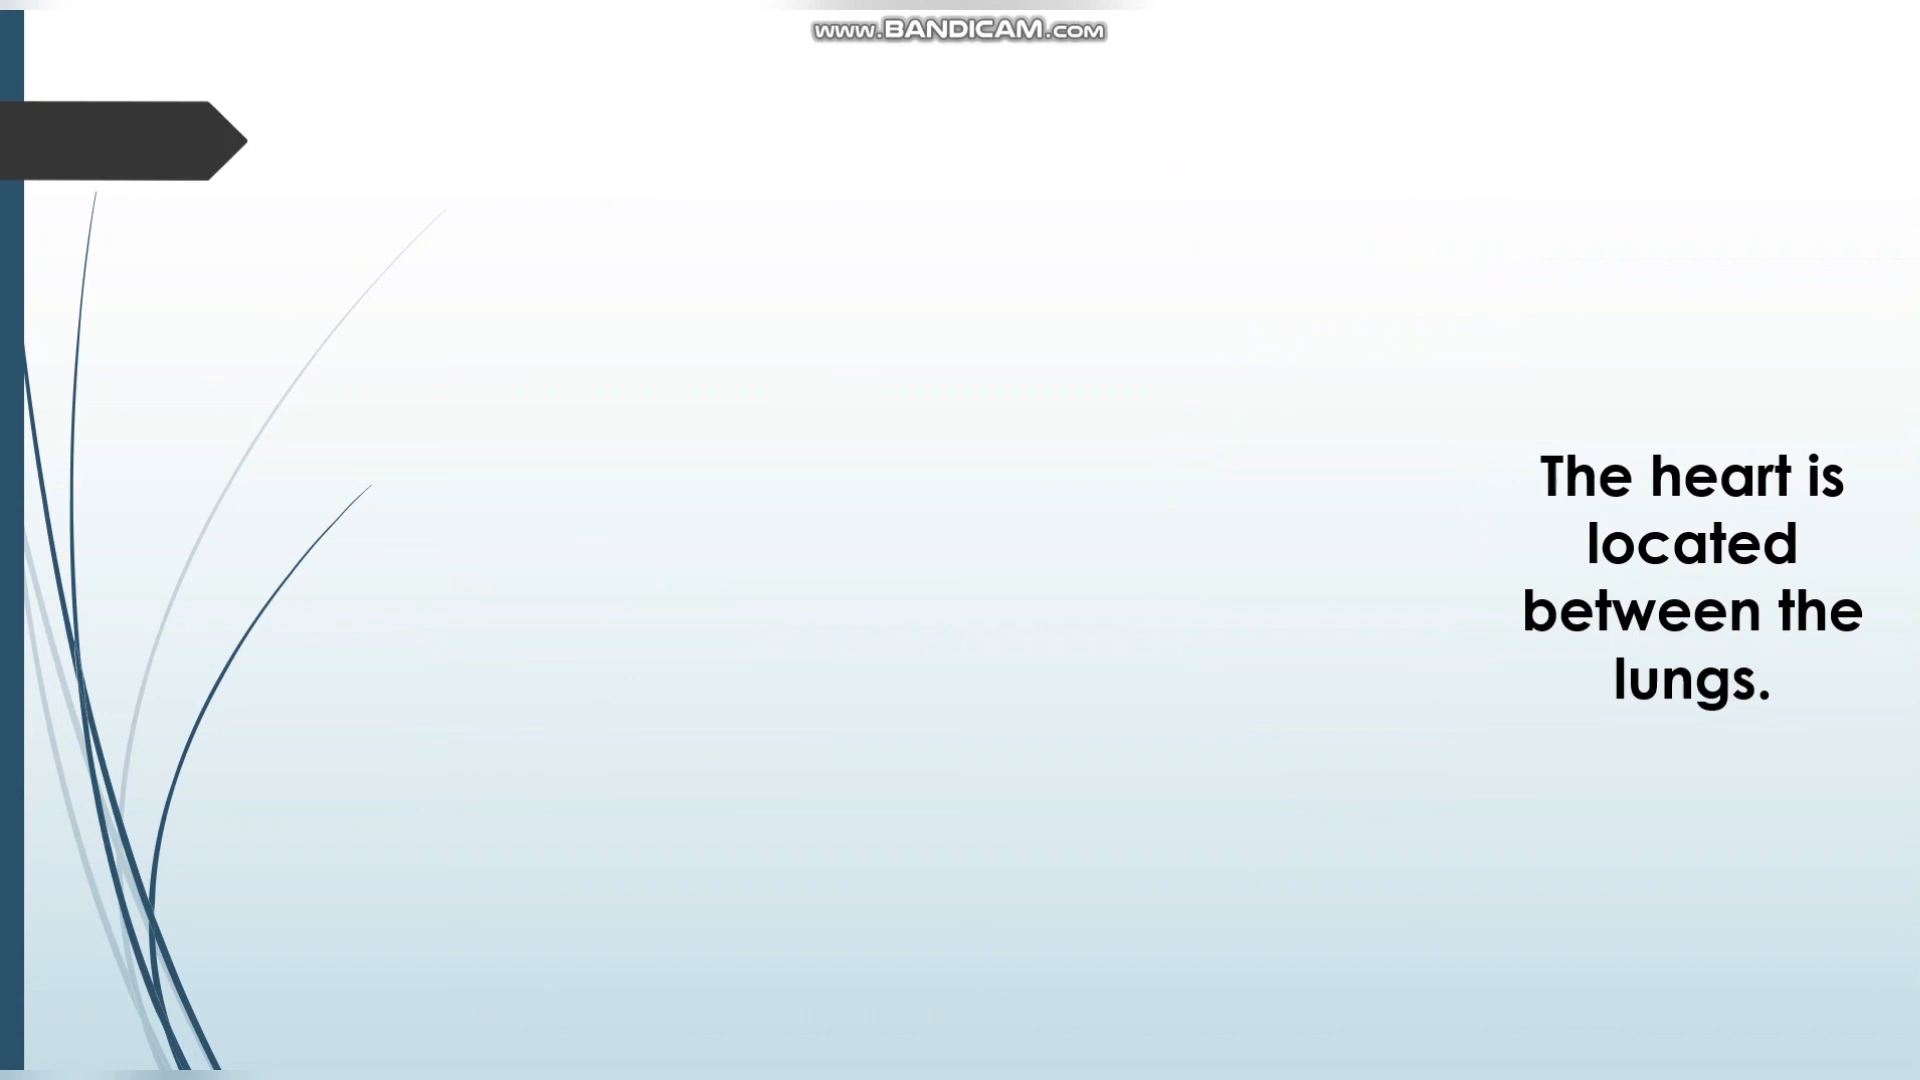 www.BANDICAM.com
The heart is
located
between the
lungs.